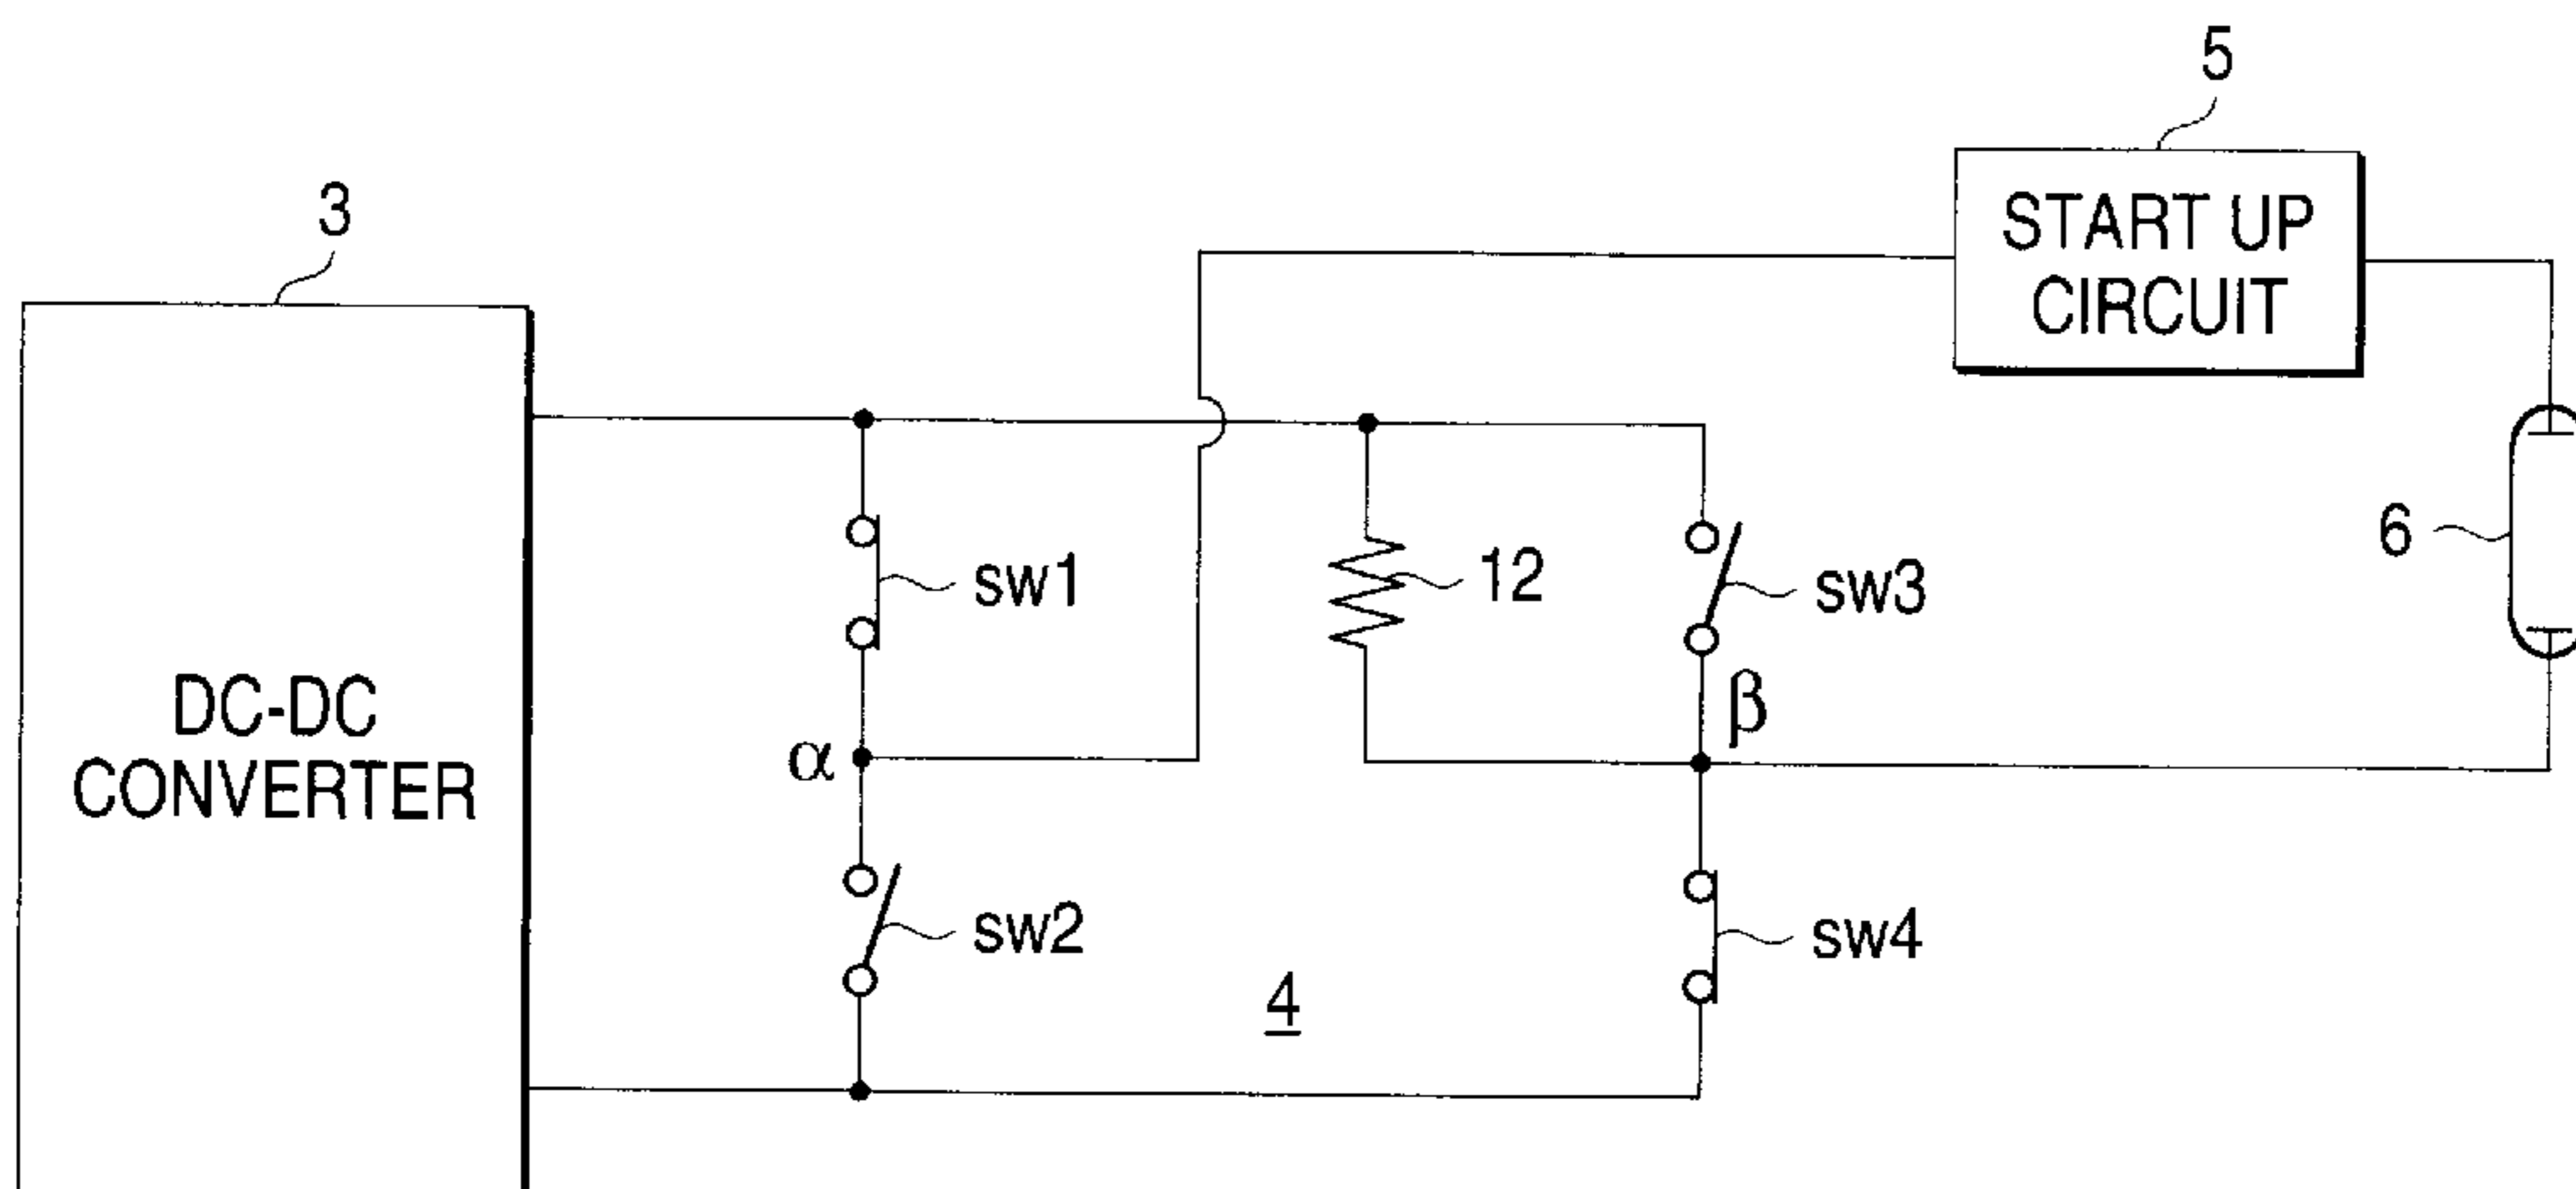 5
START UP
CIRCUIT
3
6
sw1
12
sw3
β
DC-DC
CONVERTER
α
sw2
sw4
4